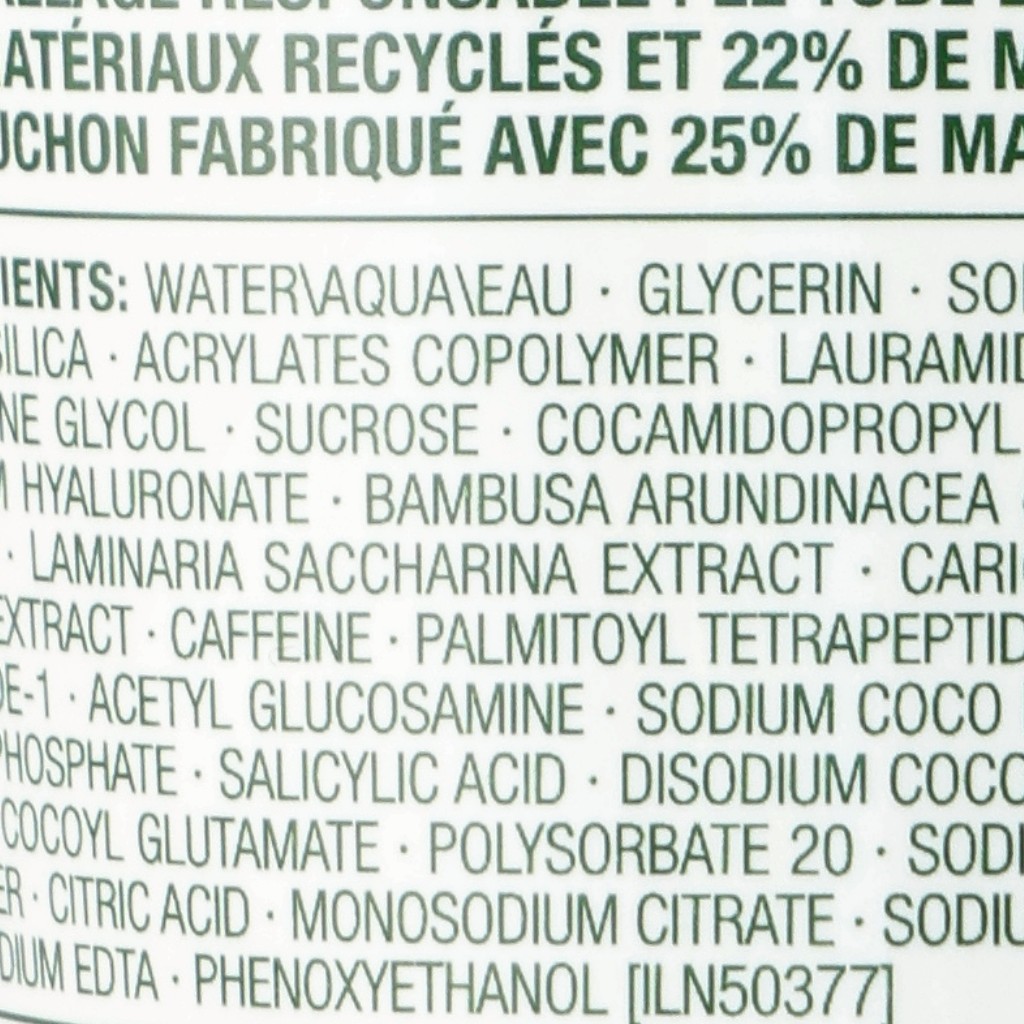 MATÉRIAUX RECYCLÉS ET 22% DE M
UCHON FABRIQUÉ AVEC 25% DE MA
IENTS: WATER\AQUA\EAU · GLYCERIN · SO
SILICA · ACRYLATES COPOLYMER · LAURAMID
NE GLYCOL · SUCROSE · COCAMIDOPROPYL
M HYALURONATE · BAMBUSA ARUNDINACEA
· LAMINARIA SACCHARINA EXTRACT · CARI
EXTRACT · CAFFEINE · PALMITOYL TETRAPEPTID
DE-1 · ACETYL GLUCOSAMINE · SODIUM COCO
PHOSPHATE · SALICYLIC ACID · DISODIUM COCO
COCOYL GLUTAMATE · POLYSORBATE 20 · SODI
ER · CITRIC ACID · MONOSODIUM CITRATE · SODIU
DIUM EDTA · PHENOXYETHANOL [ILN50377]